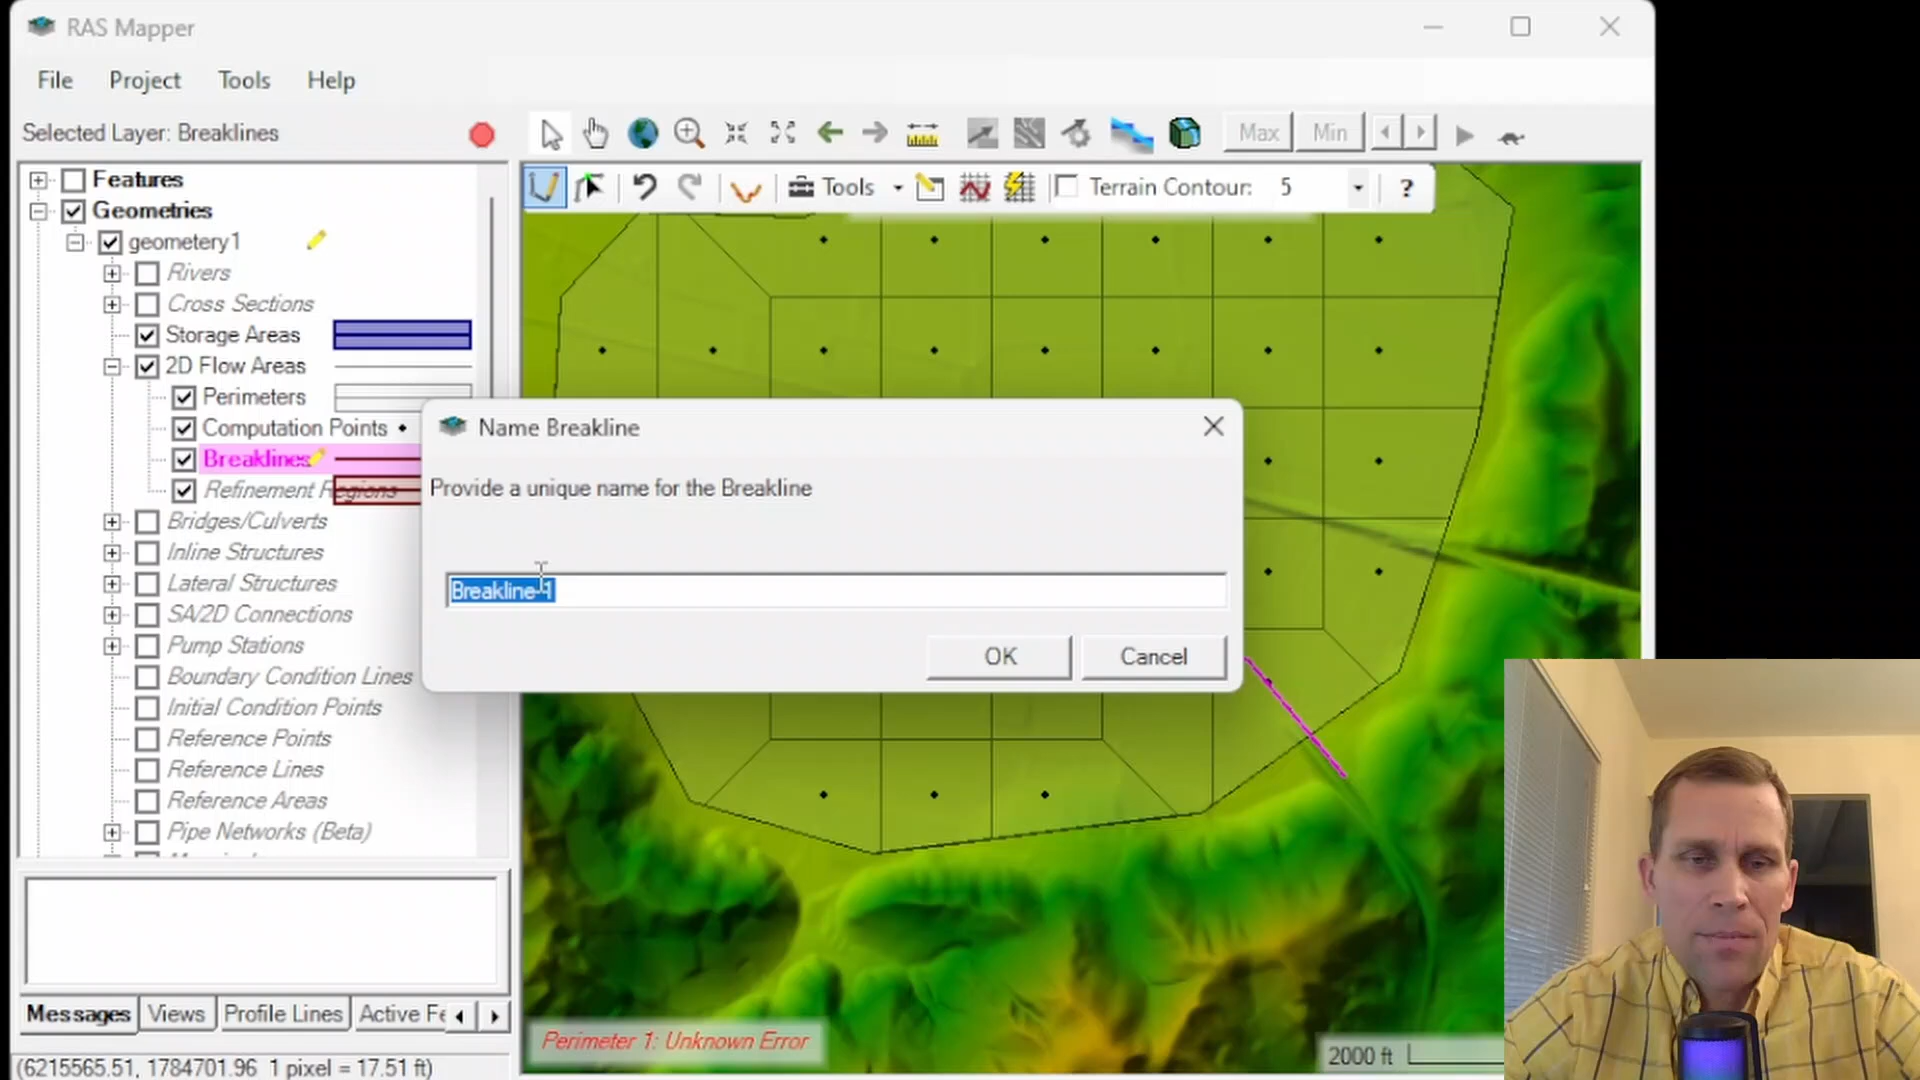 RAS Mapper
File Project Tools Help
Selected Layer: Breaklines
Max Min
Features
Geometries
geometery1
Rivers
Cross Sections
Storage Areas
2D Flow Areas
Perimeters
Computation Points
Breaklines
Refinement Regions
Bridges/Culverts
Inline Structures
Lateral Structures
SA/2D Connections
Pump Stations
Boundary Condition Lines
Initial Condition Points
Reference Points
Reference Lines
Reference Areas
Pipe Networks (Beta)
Tools Terrain Contour: 5 ?
Name Breakline
Provide a unique name for the Breakline
Breakline-1
OK Cancel
Messages Views Profile Lines Active Fe
Perimeter 1: Unknown Error
2000 ft
(6215565.51, 1784701.96 1 pixel = 17.51 ft)